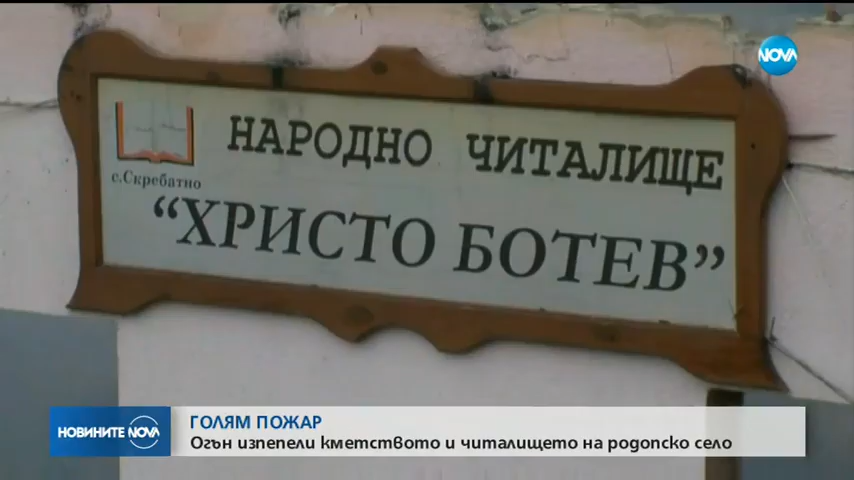 NOVA
НАРОДНО ЧИТАЛИЩЕ
с.Скребатно
“ХРИСТО БОТЕВ”
ГОЛЯМ ПОЖАР
НОВИНИТЕ NOVA
Огън изпепели кметството и читалището на родопско село